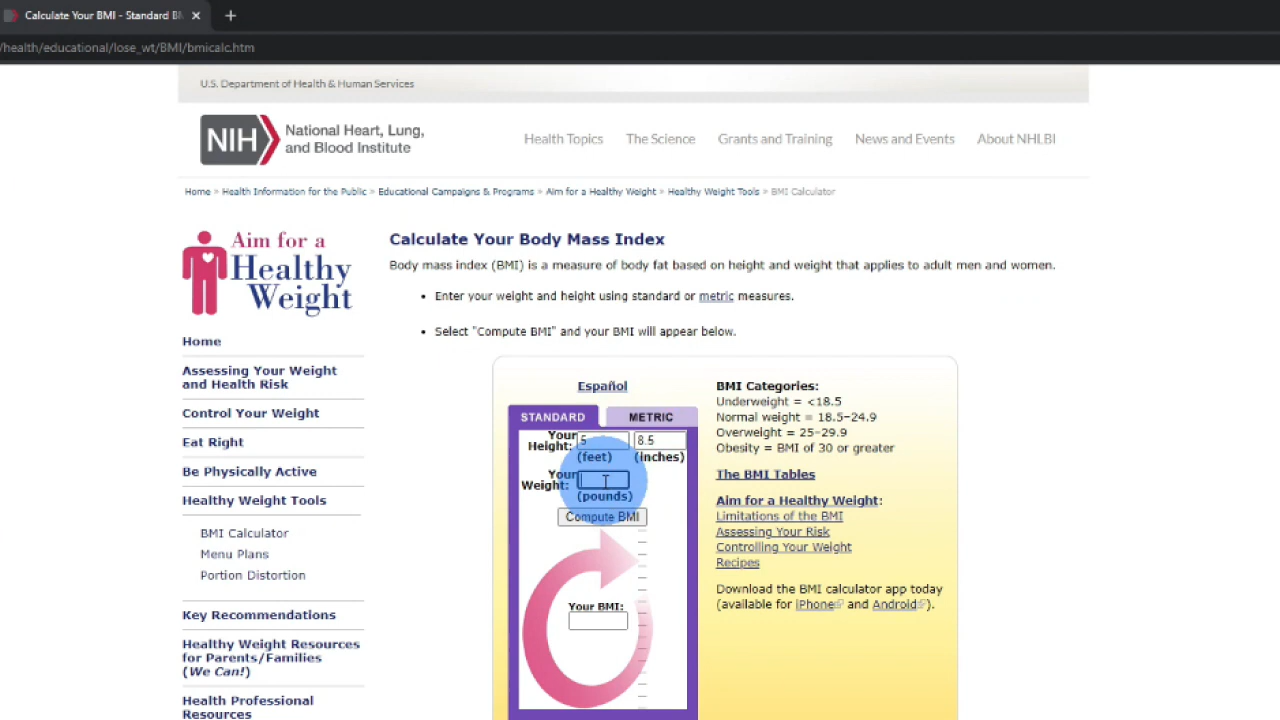 Calculate Your BMI - Standard BM
/health/educational/lose_wt/BMI/bmicalc.htm
U.S. Department of Health & Human Services
NIH National Heart, Lung,
and Blood Institute
Health Topics The Science Grants and Training News and Events About NHLBI
Home » Health Information for the Public » Educational Campaigns & Programs » Aim for a Healthy Weight » Healthy Weight Tools » BMI Calculator
Aim for a
Healthy
Weight
Home
Assessing Your Weight
and Health Risk
Control Your Weight
Eat Right
Be Physically Active
Healthy Weight Tools
BMI Calculator
Menu Plans
Portion Distortion
Key Recommendations
Healthy Weight Resources
for Parents/Families
(We Can!)
Health Professional
Resources
Calculate Your Body Mass Index
Body mass index (BMI) is a measure of body fat based on height and weight that applies to adult men and women.
• Enter your weight and height using standard or metric measures.
• Select "Compute BMI" and your BMI will appear below.
Español
STANDARD METRIC
Your
Height: 5 8.5
(feet) (inches)
Your
Weight:
(pounds)
Compute BMI
Your BMI:
BMI Categories:
Underweight = <18.5
Normal weight = 18.5–24.9
Overweight = 25–29.9
Obesity = BMI of 30 or greater
The BMI Tables
Aim for a Healthy Weight:
Limitations of the BMI
Assessing Your Risk
Controlling Your Weight
Recipes
Download the BMI calculator app today
(available for iPhone and Android).